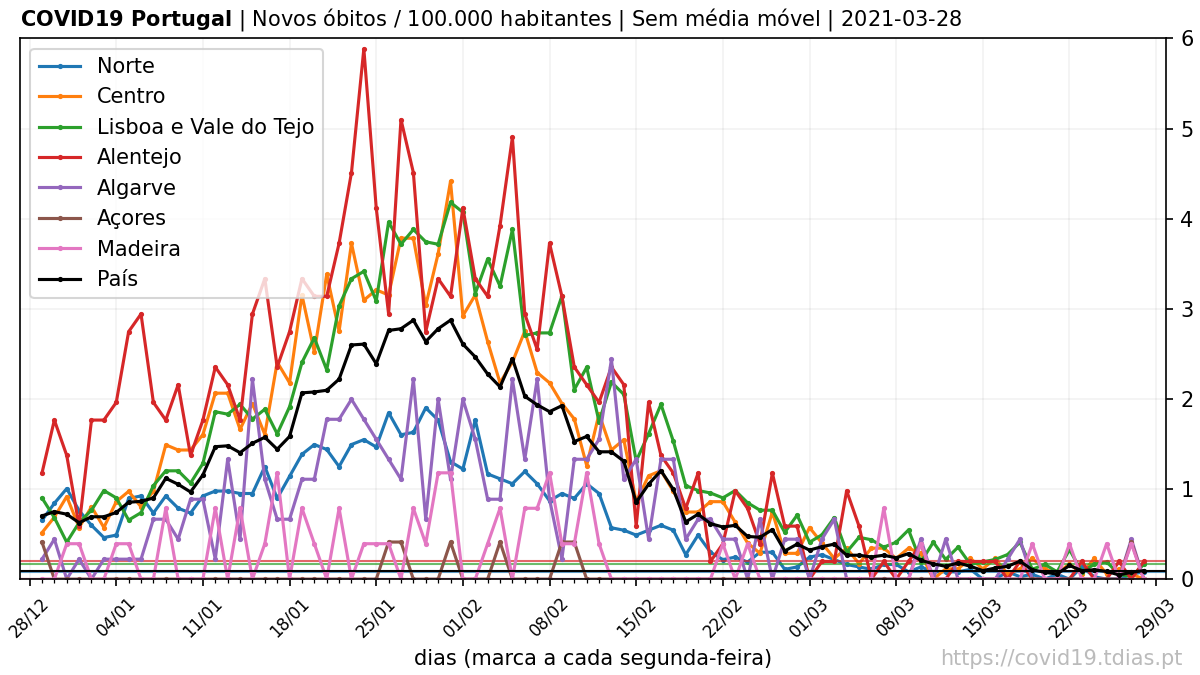 COVID19 Portugal | Novos óbitos / 100.000 habitantes | Sem média móvel | 2021-03-28
Norte
Centro
Lisboa e Vale do Tejo
Alentejo
Algarve
Açores
Madeira
País
6
5
4
3
2
1
0
28/12
04/01
11/01
18/01
25/01
01/02
08/02
15/02
22/02
01/03
08/03
15/03
22/03
29/03
dias (marca a cada segunda-feira)
https://covid19.tdias.pt